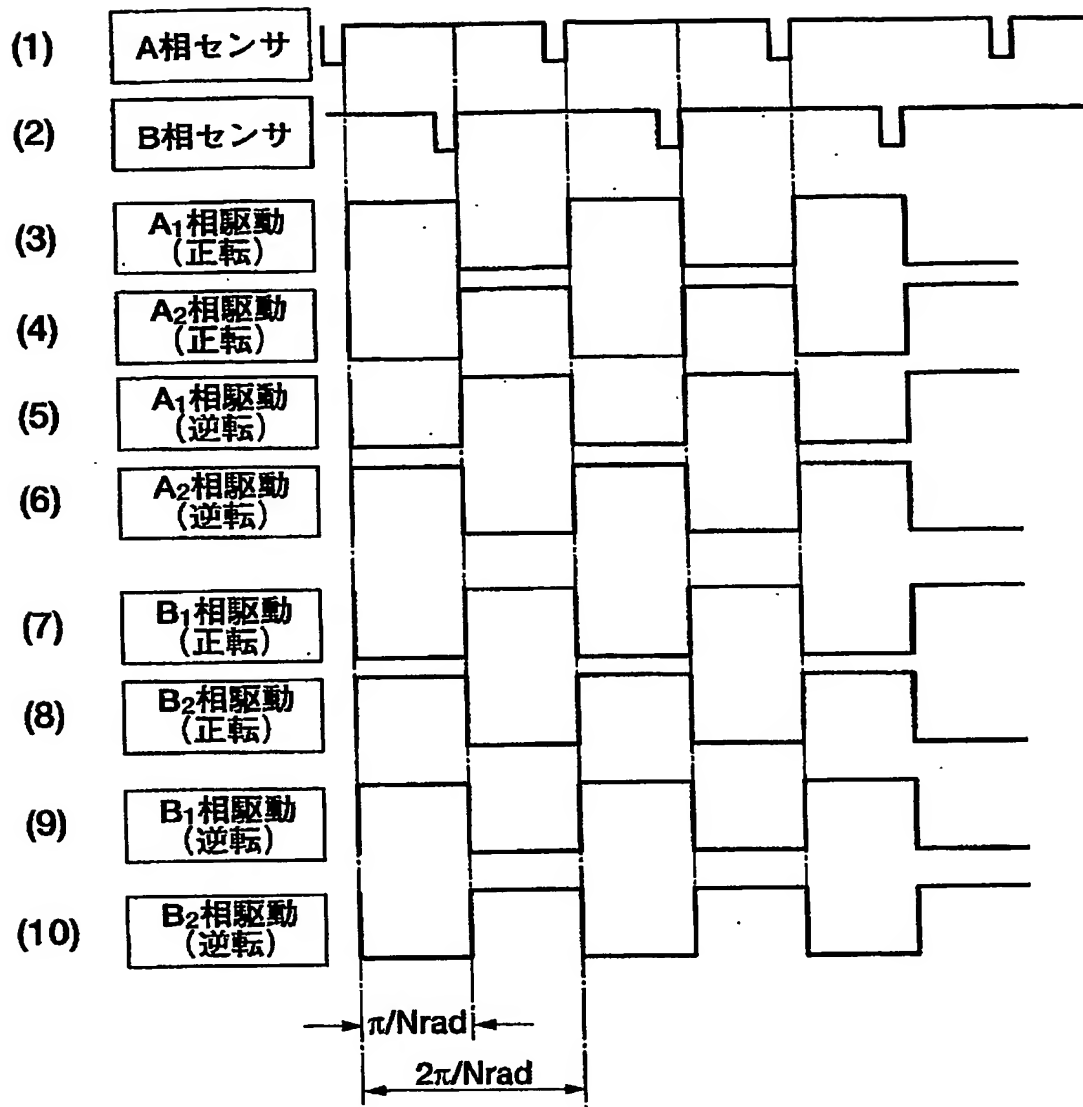 (1) A相センサ
(2) B相センサ
(3) A₁相駆動
(正転)
(4) A₂相駆動
(正転)
(5) A₁相駆動
(逆転)
(6) A₂相駆動
(逆転)
(7) B₁相駆動
(正転)
(8) B₂相駆動
(正転)
(9) B₁相駆動
(逆転)
(10) B₂相駆動
(逆転)
π/Nrad
2π/Nrad